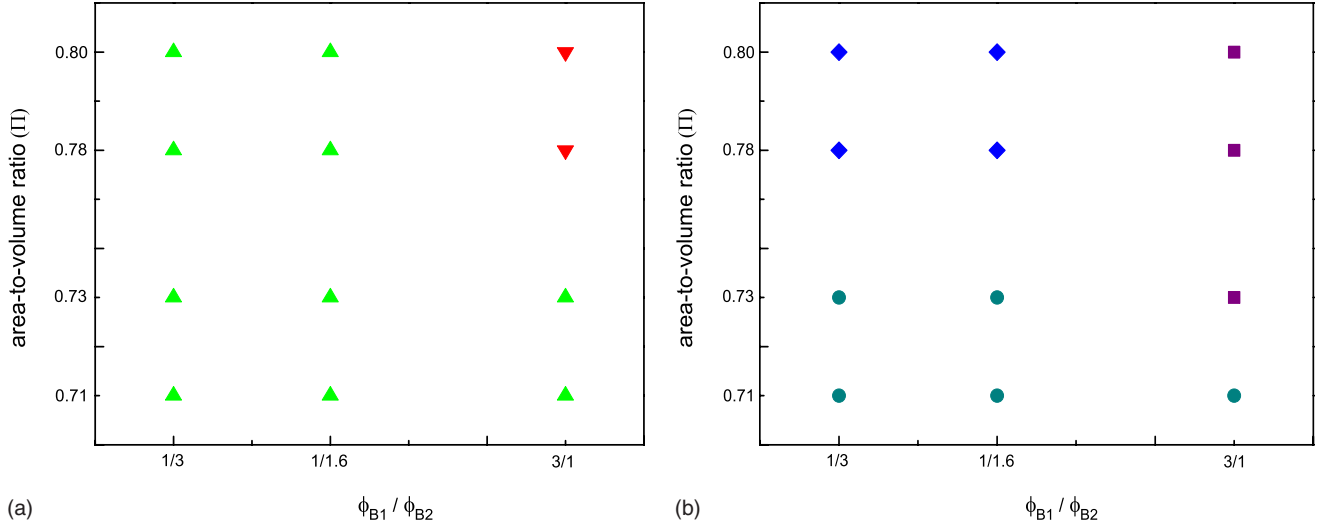 area-to-volume ratio (Π)
0.80
0.78
0.73
0.71
1/3
1/1.6
3/1
ϕB1 / ϕB2
(a)
area-to-volume ratio (Π)
0.80
0.78
0.73
0.71
1/3
1/1.6
3/1
ϕB1 / ϕB2
(b)